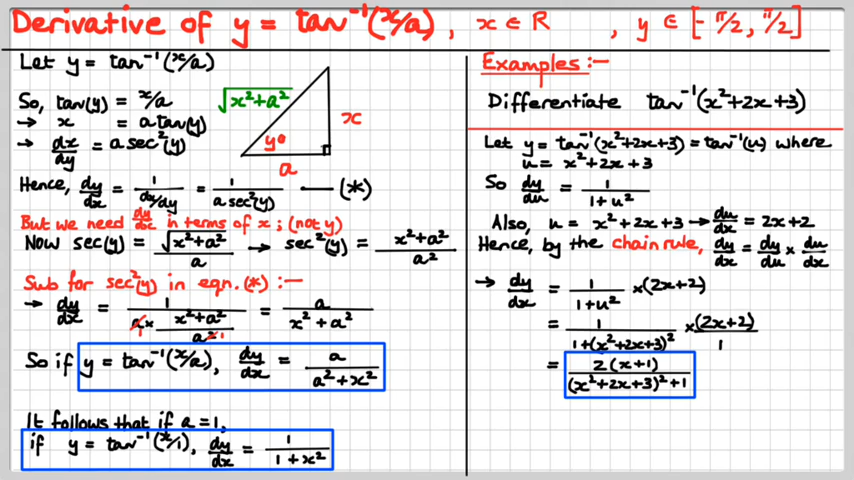 Derivative of y = tan⁻¹(x/a), x ∈ R , y ∈ [-π/2, π/2]
Let y = tan⁻¹(x/a)
So, tan(y) = x/a
→ x = a tan(y)
→ dx/dy = a sec²(y)
√(x²+a²)
x
y°
a
Hence, dy/dx = 1/(dx/dy) = 1/(a sec²(y)) — (*)
But we need dy/dx in terms of x; (not y)
Now sec(y) = √(x²+a²)/a → sec²(y) = (x²+a²)/a²
Sub for sec²(y) in eqn. (*) :-
→ dy/dx = 1/(a × (x²+a²)/a²) = a/(x²+a²)
So if y = tan⁻¹(x/a), dy/dx = a/(a²+x²)
It follows that if a = 1,
if y = tan⁻¹(x/1), dy/dx = 1/(1+x²)
Examples:-
Differentiate tan⁻¹(x²+2x+3)
Let y = tan⁻¹(x²+2x+3) = tan⁻¹(u) where
u = x²+2x+3
So dy/du = 1/(1+u²)
Also, u = x²+2x+3 → du/dx = 2x+2
Hence, by the chain rule, dy/dx = dy/du × du/dx
→ dy/dx = 1/(1+u²) × (2x+2)
= 1/(1+(x²+2x+3)²) × (2x+2)/1
= 2(x+1)/((x²+2x+3)²+1)